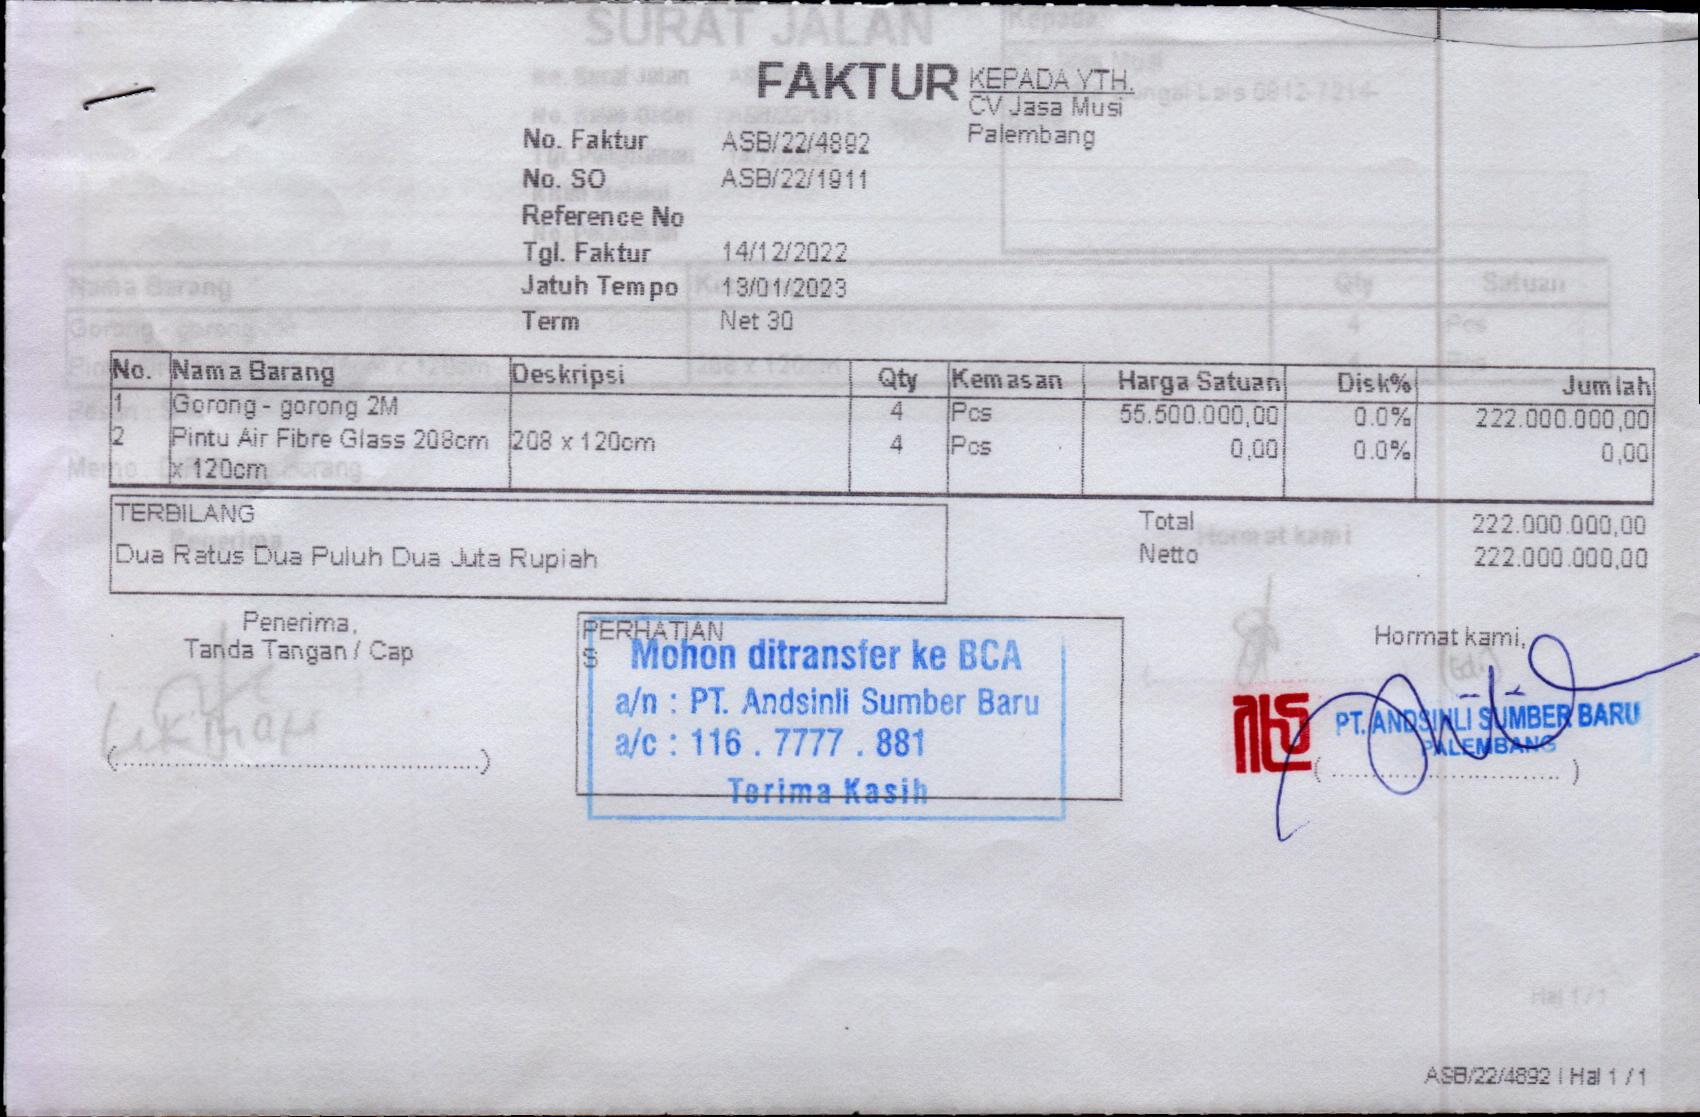 SURAT JALAN
Kepada
FAKTUR
KEPADA YTH.
CV Jasa Musi
Palembang
No. Faktur ASB/22/4892
No. SO ASB/22/1911
Reference No
Tgl. Faktur 14/12/2022
Jatuh Tempo 13/01/2023
Term Net 30
No. Nama Barang Deskripsi Qty Kemasan Harga Satuan Disk% Jumlah
1 Gorong - gorong 2M 4 Pcs 55.500.000,00 0.0% 222.000.000,00
2 Pintu Air Fibre Glass 208cm 208 x 120cm 4 Pcs 0,00 0.0% 0,00
x 120cm
TERBILANG
Dua Ratus Dua Puluh Dua Juta Rupiah
Total 222.000.000,00
Netto 222.000.000,00
Penerima,
Tanda Tangan / Cap
PERHATIAN
S
Mohon ditransfer ke BCA
a/n : PT. Andsinli Sumber Baru
a/c : 116 . 7777 . 881
Terima Kasih
Hormat kami,
PT. ANDSINLI SUMBER BARU
PALEMBANG
Hal 1 / 1
ASB/22/4892 | Hal 1 / 1